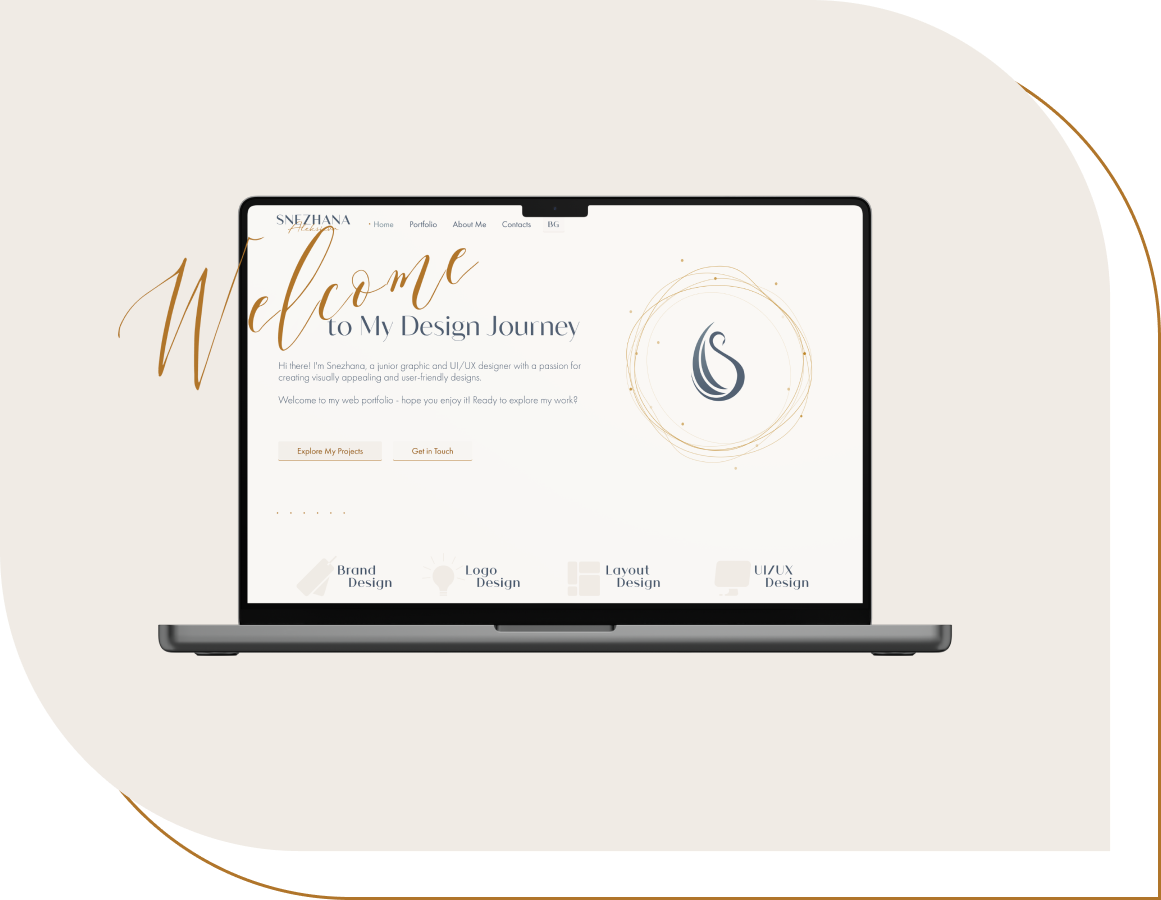 SNEZHANA
Home Portfolio About Me Contacts BG
Welcome
to My Design Journey
Hi there! I'm Snezhana, a junior graphic and UI/UX designer with a passion for
creating visually appealing and user-friendly designs.
Welcome to my web portfolio - hope you enjoy it! Ready to explore my work?
Explore My Projects Get in Touch
Brand
Design
Logo
Design
Layout
Design
UI/UX
Design